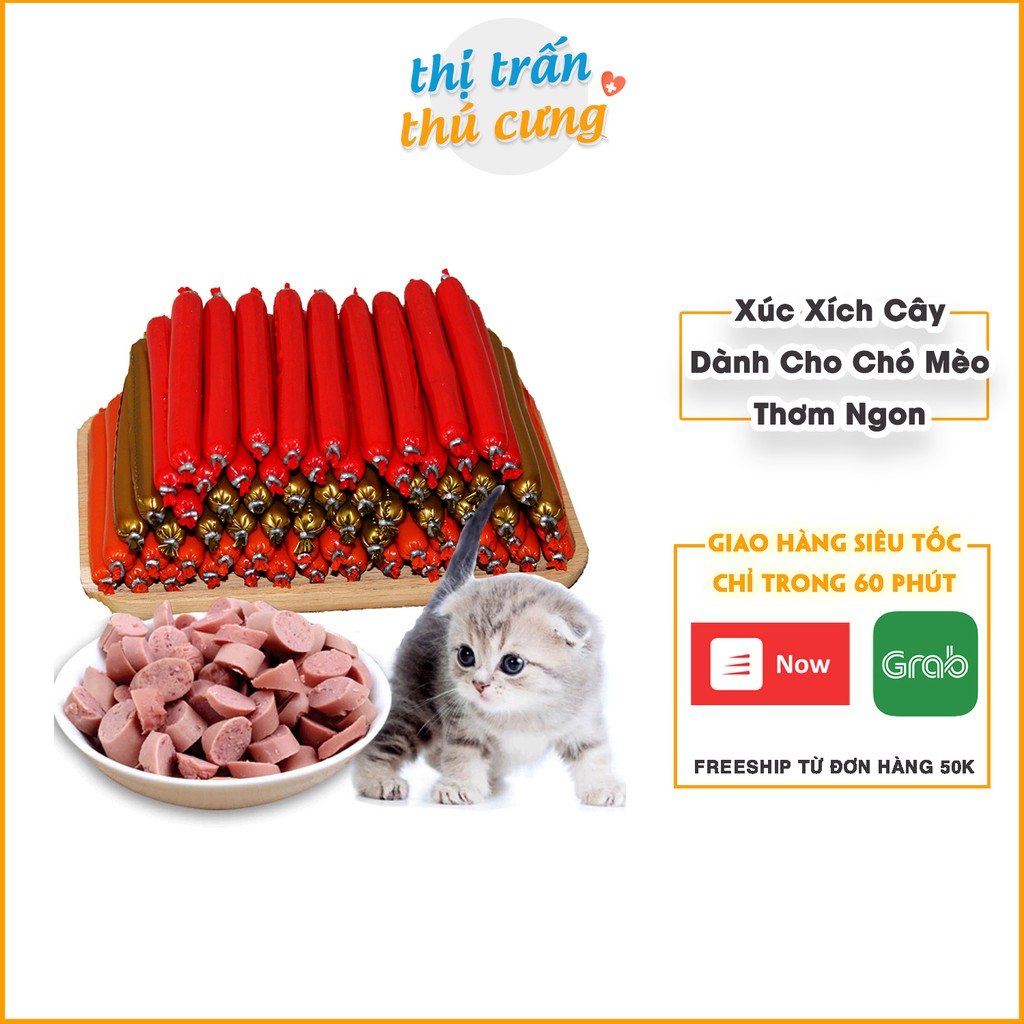 thị trấn
thú cưng
Xúc Xích Cây
Dành Cho Chó Mèo
Thơm Ngon
GIAO HÀNG SIÊU TỐC
CHỈ TRONG 60 PHÚT
Now
Grab
FREESHIP TỪ ĐƠN HÀNG 50K